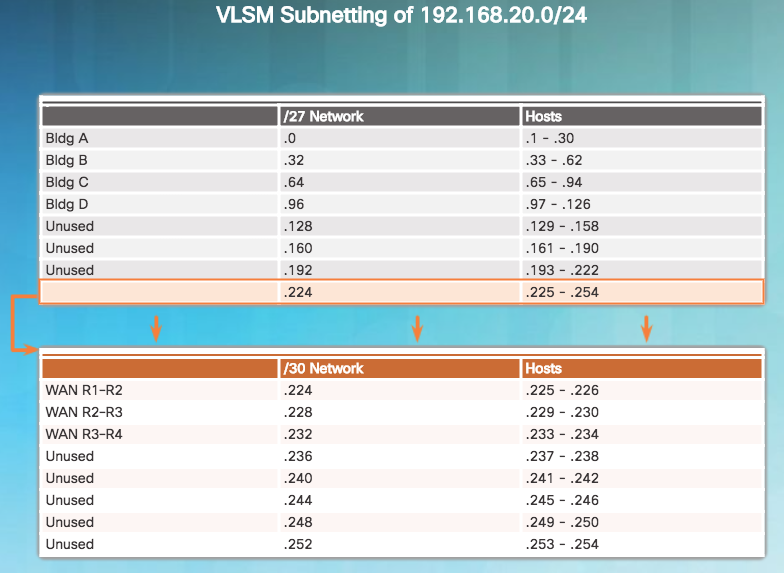 VLSM Subnetting of 192.168.20.0/24
/27 Network Hosts
Bldg A .0 .1 - .30
Bldg B .32 .33 - .62
Bldg C .64 .65 - .94
Bldg D .96 .97 - .126
Unused .128 .129 - .158
Unused .160 .161 - .190
Unused .192 .193 - .222
.224 .225 - .254
/30 Network Hosts
WAN R1-R2 .224 .225 - .226
WAN R2-R3 .228 .229 - .230
WAN R3-R4 .232 .233 - .234
Unused .236 .237 - .238
Unused .240 .241 - .242
Unused .244 .245 - .246
Unused .248 .249 - .250
Unused .252 .253 - .254